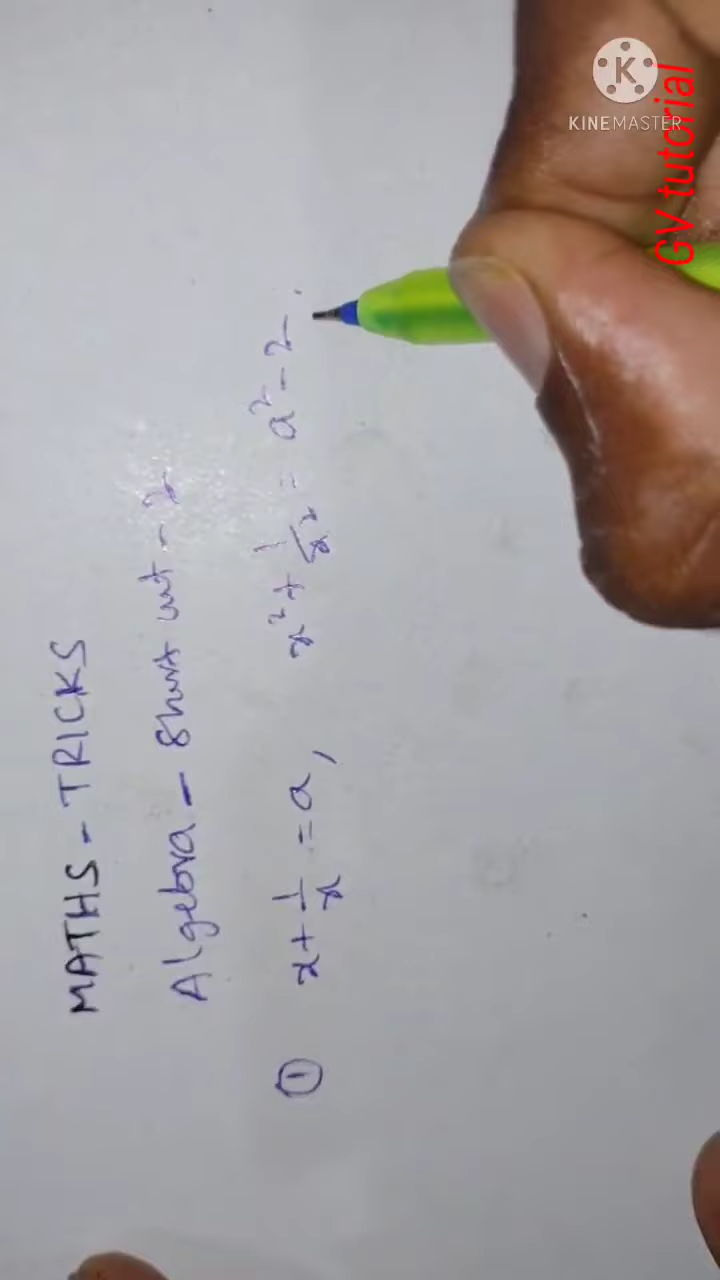 MATHS - TRICKS
Algebra - Short cut - 2
① x + 1/x = a, x² + 1/x² = a² - 2.
KINEMASTER
GV tutorial